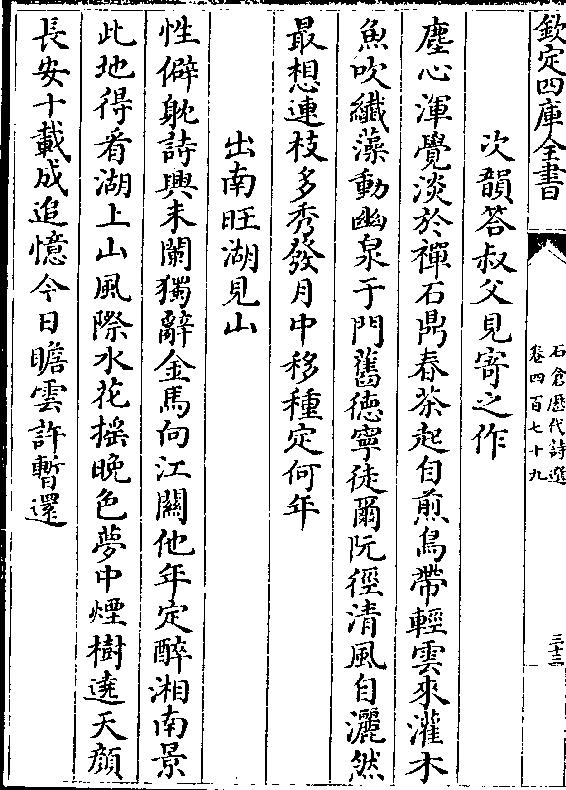 欽定四庫全書
石倉歷代詩選
卷四百七十九
三十三
次韻答叔父見寄之作
塵心渾覺淡於禪石鼎春茶起自煎鳥帶輕雲來灌木
魚吹纖藻動幽泉于門舊德寧徒爾阮徑清風自灑然
最想連枝多秀發月中移種定何年
出南旺湖見山
性僻躭詩興未闌獨辭金馬向江關他年定醉湘南景
此地得看湖上山風際水花搖晚色夢中煙樹遶天顔
長安十載成追憶今日瞻雲許暫還